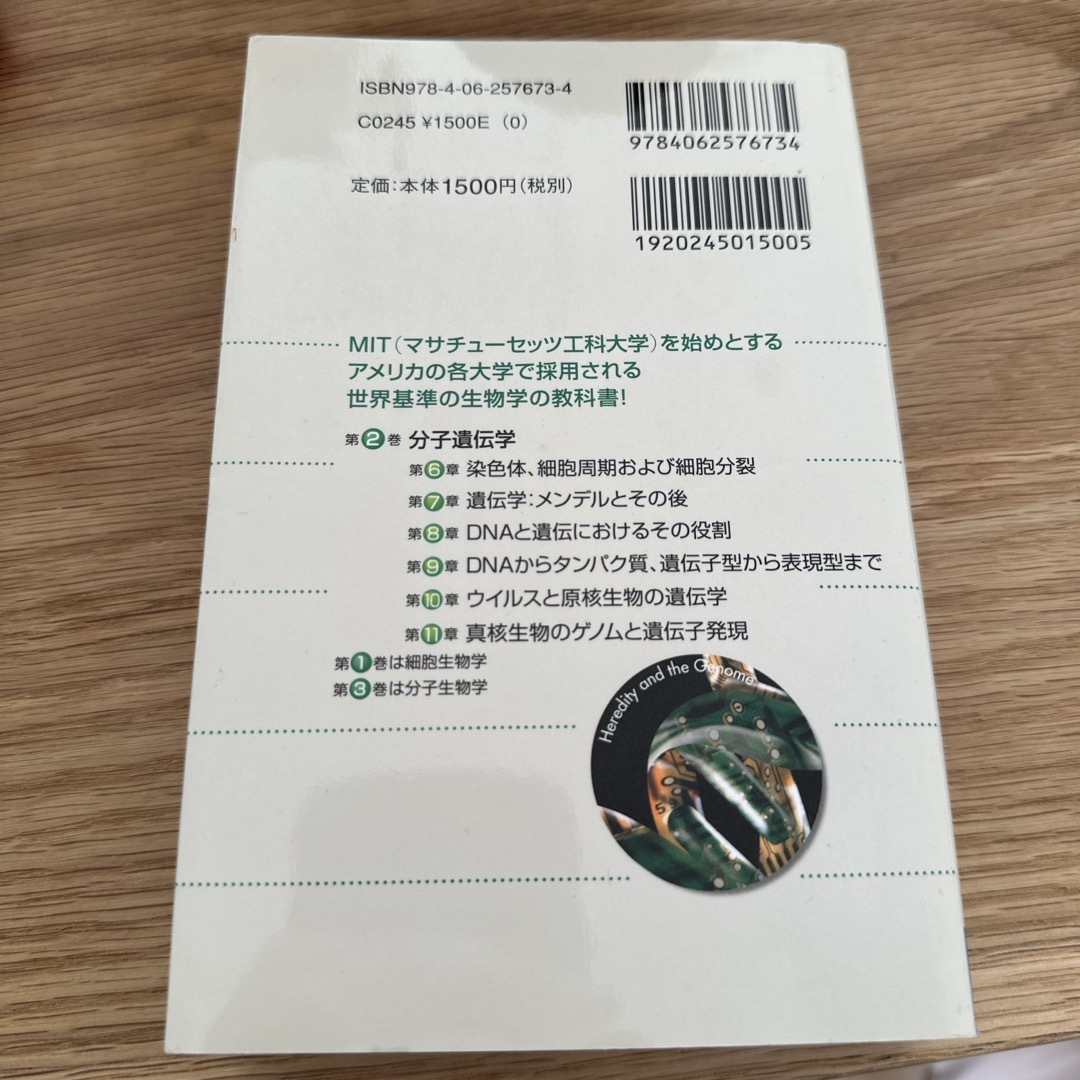 ISBN978-4-06-257673-4
C0245 ¥1500E (0)
9784062576734
定価:本体1500円(税別)
1920245015005
MIT(マサチューセッツ工科大学)を始めとする
アメリカの各大学で採用される
世界基準の生物学の教科書!
第2巻 分子遺伝学
第6章 染色体、細胞周期および細胞分裂
第7章 遺伝学:メンデルとその後
第8章 DNAと遺伝におけるその役割
第9章 DNAからタンパク質、遺伝子型から表現型まで
第10章 ウイルスと原核生物の遺伝学
第11章 真核生物のゲノムと遺伝子発現
第1巻は細胞生物学
第3巻は分子生物学
Heredity and the Genome